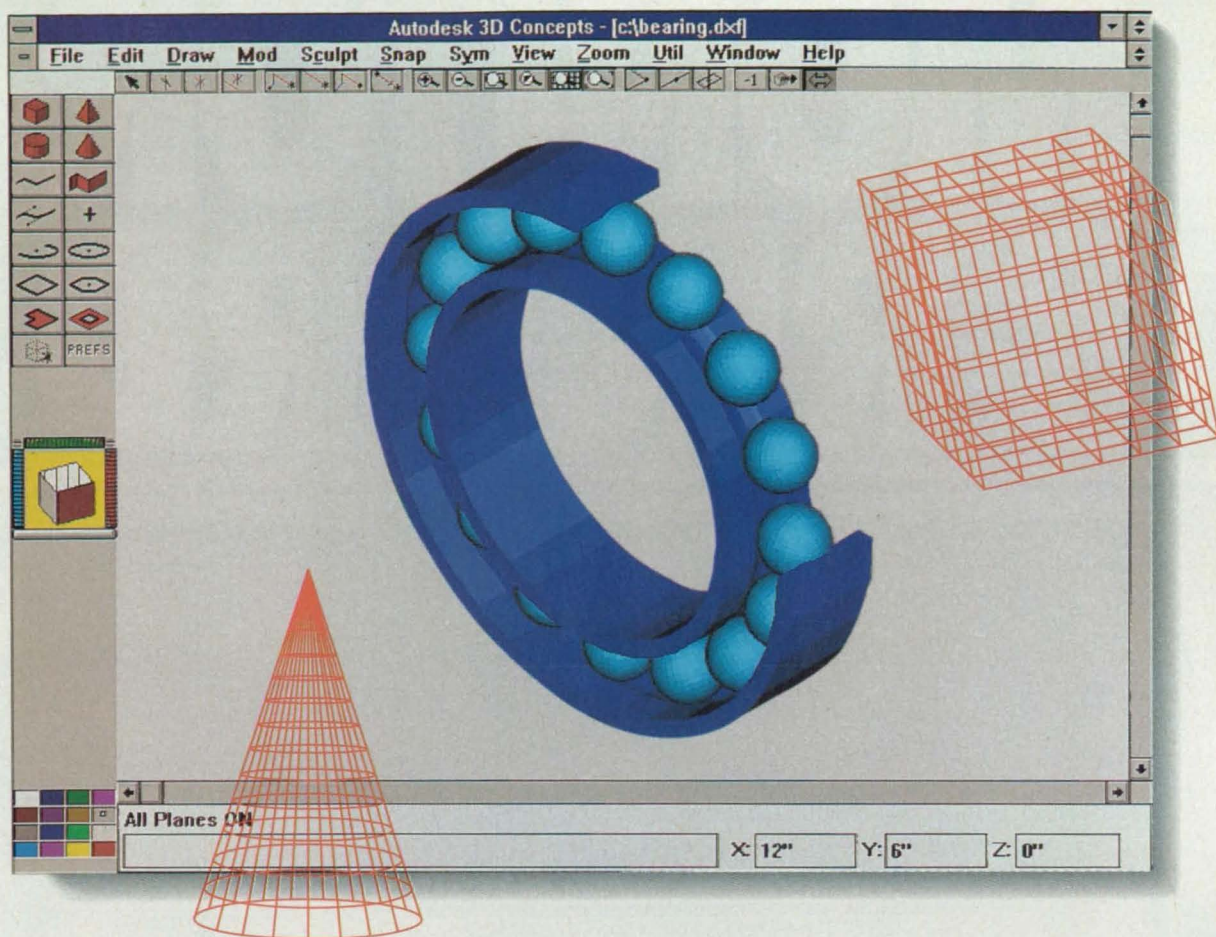 Autodesk 3D Concepts - [c:\bearing.dxf]
File Edit Draw Mod Sculpt Snap Sym View Zoom Util Window Help
-1
PREFS
All Planes ON
X: 12" Y: 6" Z: 0"